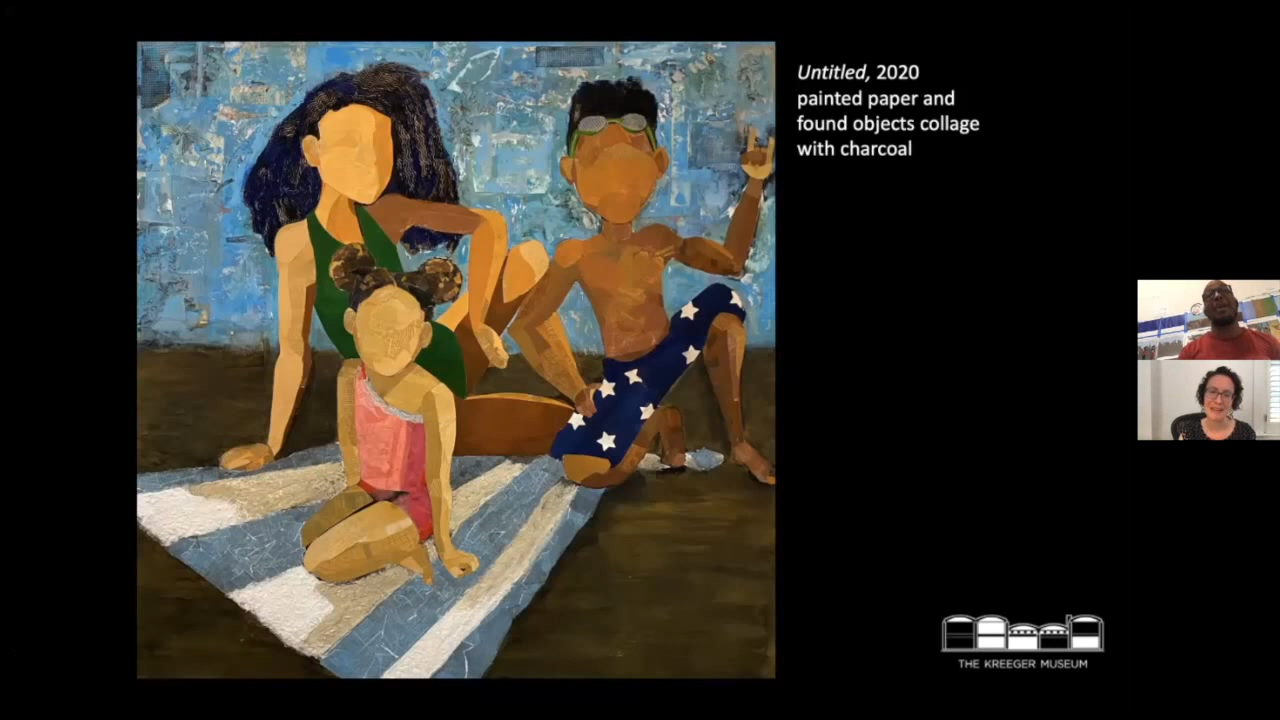 Untitled, 2020
painted paper and
found objects collage
with charcoal
THE KREEGER MUSEUM